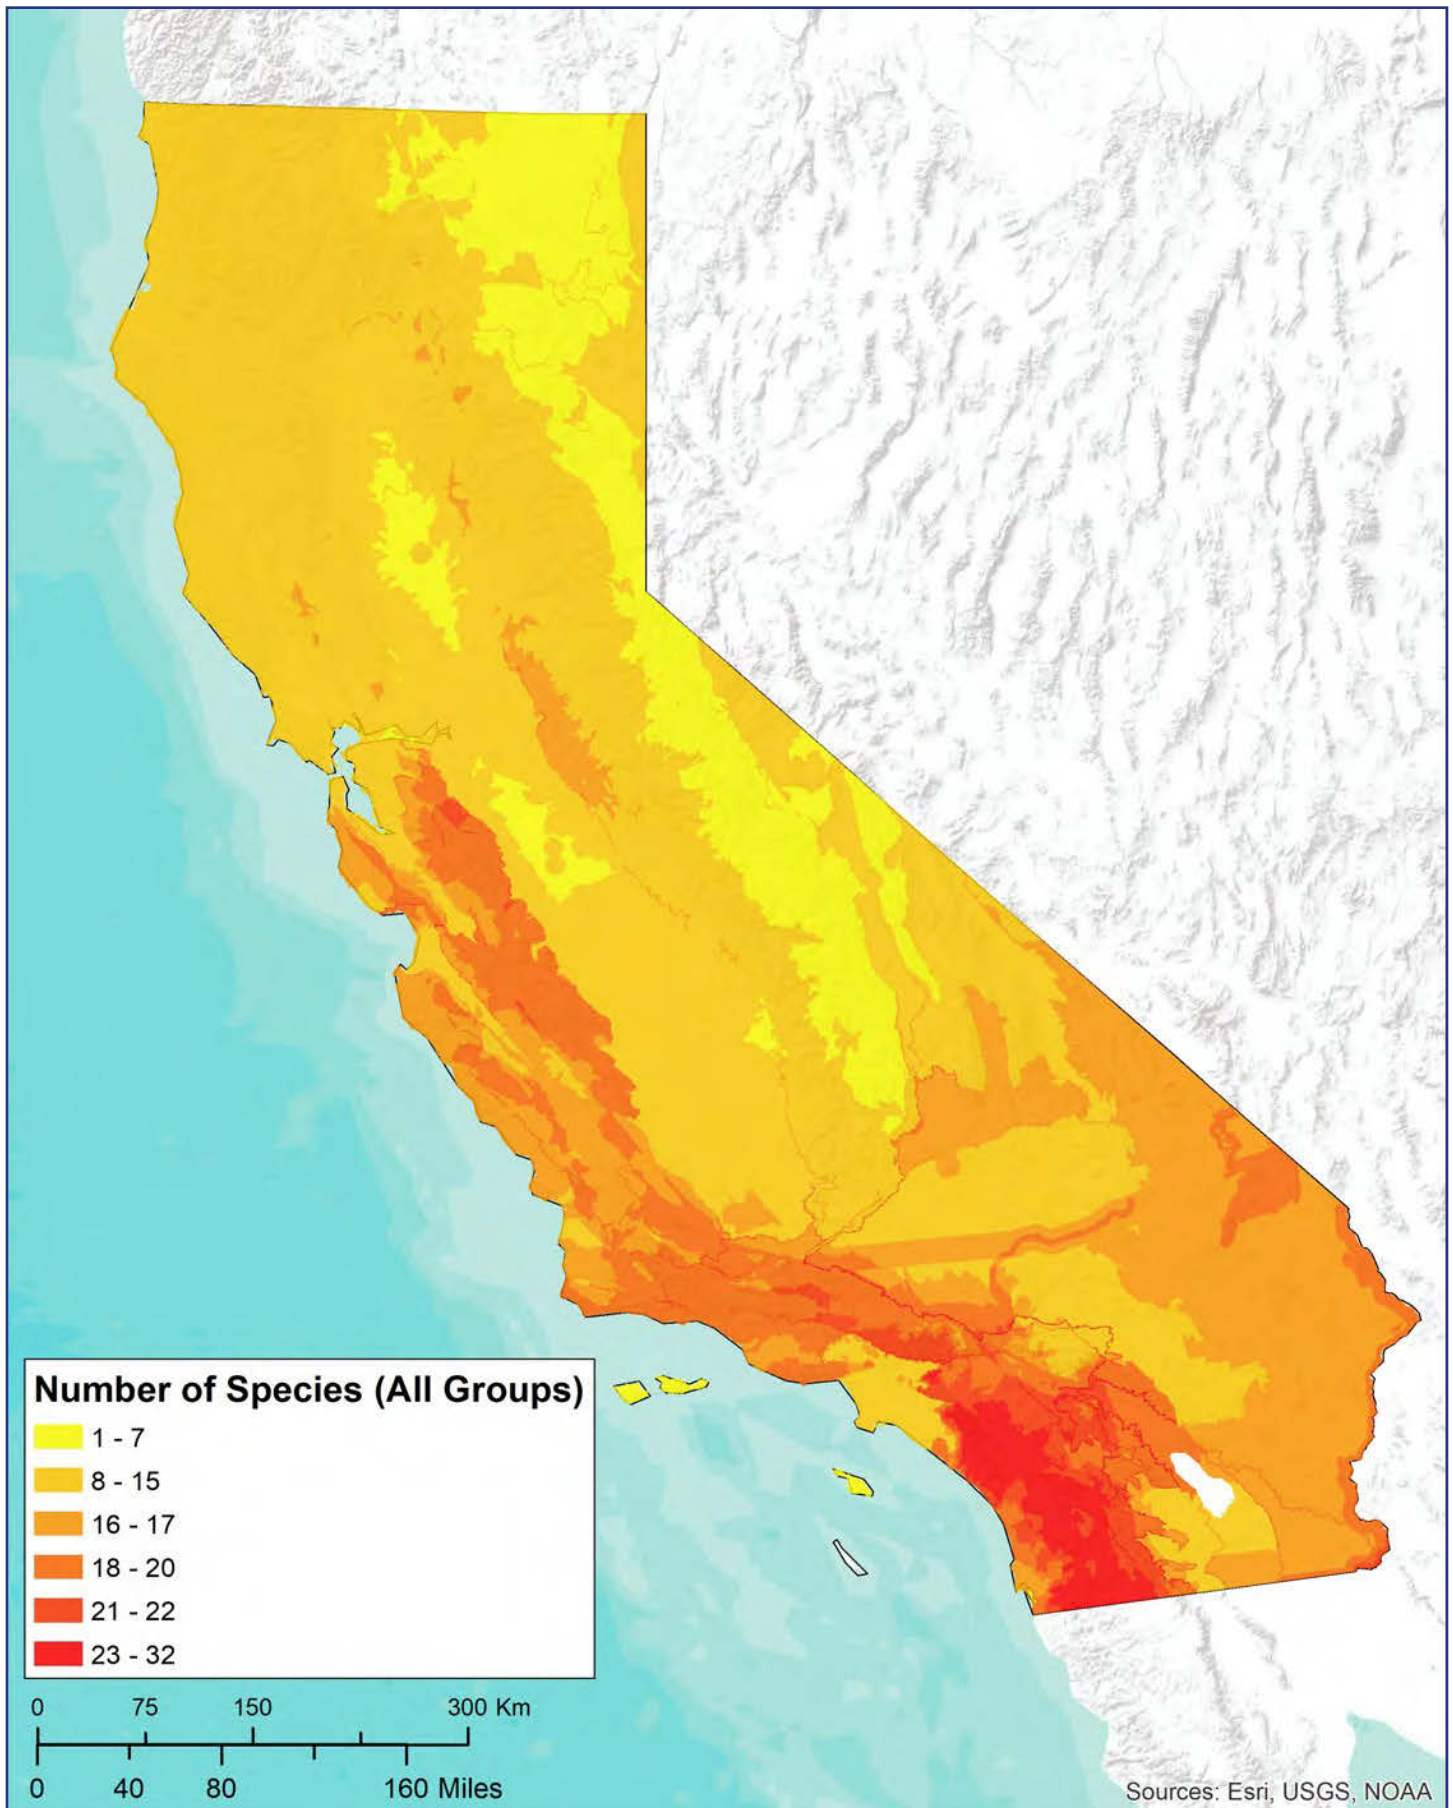 Number of Species (All Groups)
1 - 7
8 - 15
16 - 17
18 - 20
21 - 22
23 - 32
0 75 150 300 Km
0 40 80 160 Miles
Sources: Esri, USGS, NOAA